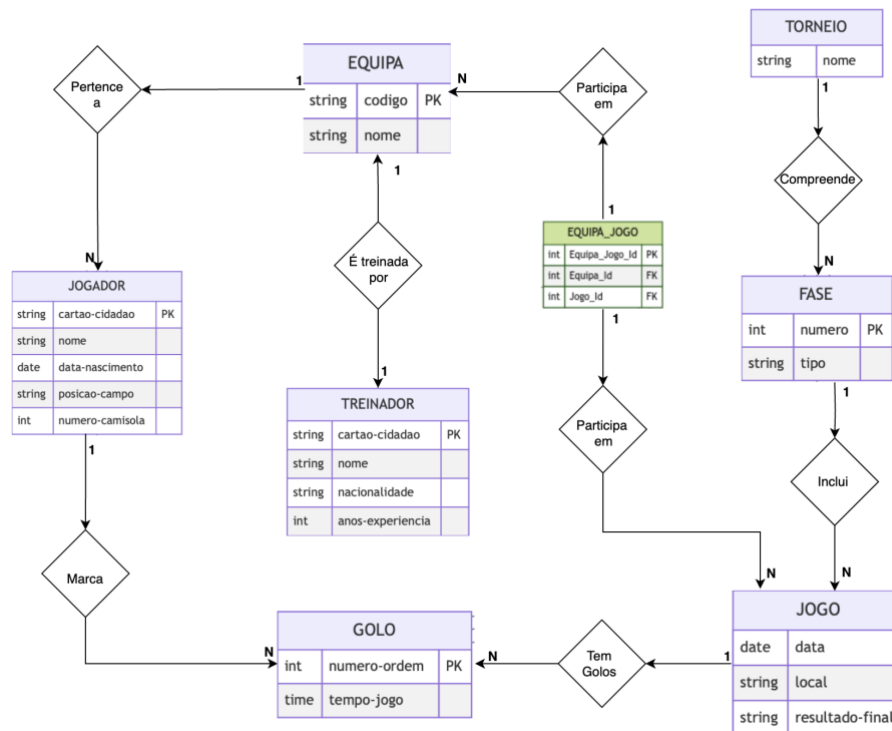 TORNEIO
string nome
EQUIPA
string codigo PK
string nome
Pertence
a
1
N
Participa
em
1
1
Compreende
1
N
EQUIPA_JOGO
int Equipa_Jogo_Id PK
int Equipa_Id FK
int Jogo_Id FK
É treinada
por
N
JOGADOR
string cartao-cidadao PK
string nome
date data-nascimento
string posicao-campo
int numero-camisola
FASE
int numero PK
string tipo
1
1
TREINADOR
string cartao-cidadao PK
string nome
string nacionalidade
int anos-experiencia
1
Participa
em
1
Inclui
Marca
N
N
JOGO
date data
string local
string resultado-final
GOLO
int numero-ordem PK
time tempo-jogo
N
N
Tem
Golos
1